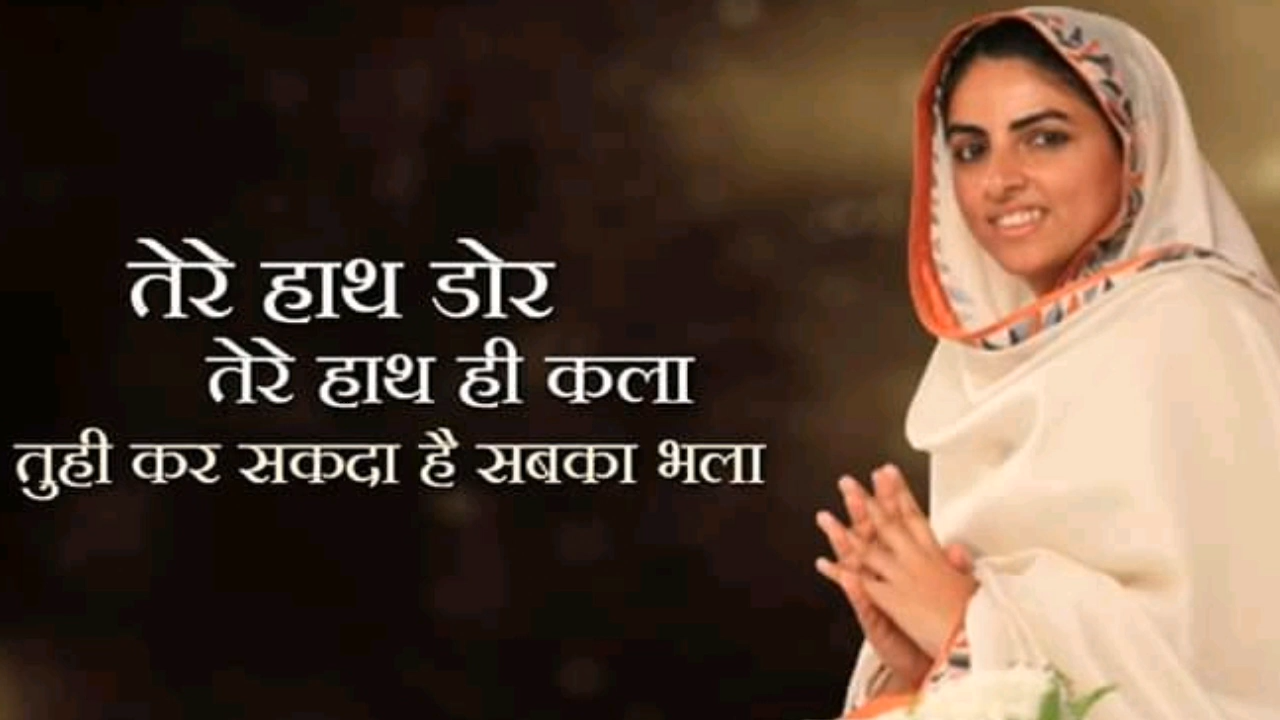 तेरे हाथ डोर
तेरे हाथ ही कला
तुही कर सकदा है सबका भला